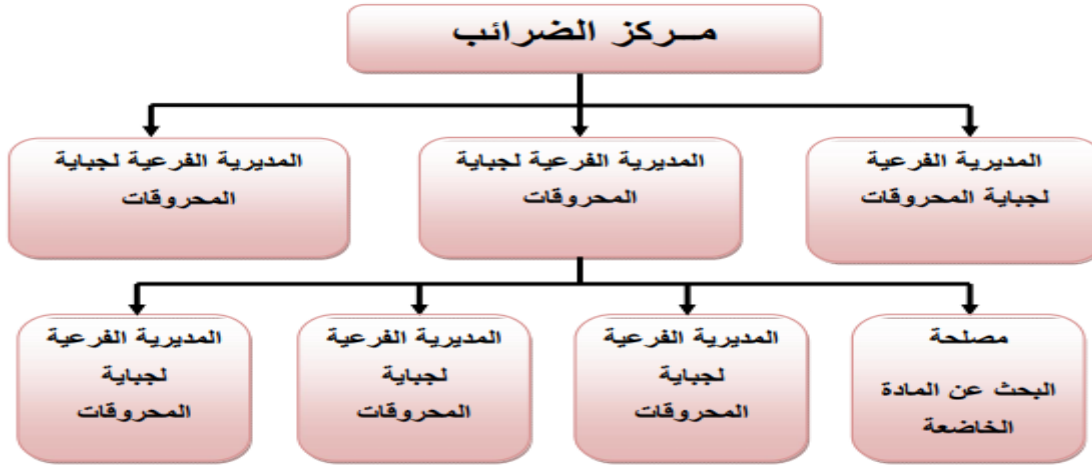 مــركز الضرائب
المديرية الفرعية
لجباية المحروقات
المديرية الفرعية لجباية
المحروقات
المديرية الفرعية لجباية
المحروقات
مصلحة
البحث عن المادة
الخاضعة
المديرية الفرعية
لجباية
المحروقات
المديرية الفرعية
لجباية
المحروقات
المديرية الفرعية
لجباية
المحروقات